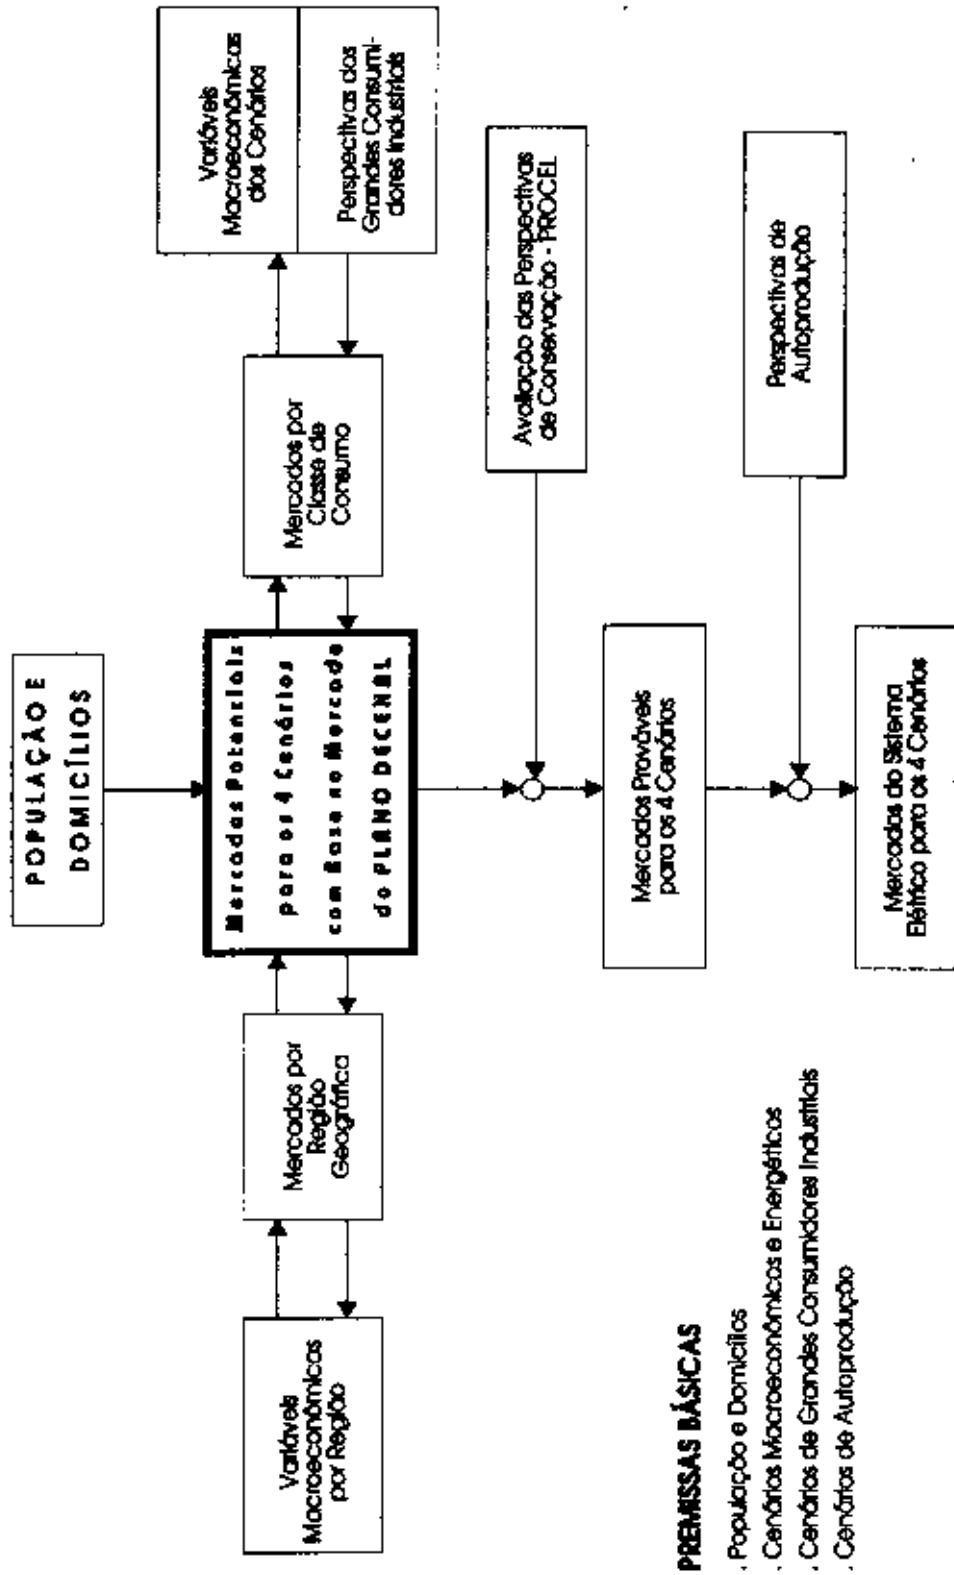 POPULAÇÃO E
DOMICÍLIOS
Variáveis
Macroeconômicas
por Região
Mercados por
Região
Geográfica
Mercados Potenciais
para os 4 Cenários
com Base no Mercado
do PLANO DECENAL
Mercados por
Classe de
Consumo
Variáveis
Macroeconômicas
dos Cenários
Perspectivas dos
Grandes Consumi-
dores Industriais
Avaliação das Perspectivas
de Conservação - PROCEL
Mercados Prováveis
para os 4 Cenários
Perspectivas de
Autoprodução
Mercados do Sistema
Elétrico para os 4 Cenários
PREMISSAS BÁSICAS
. População e Domicílios
. Cenários Macroeconômicos e Energéticos
. Cenários de Grandes Consumidores Industriais
. Cenários de Autoprodução